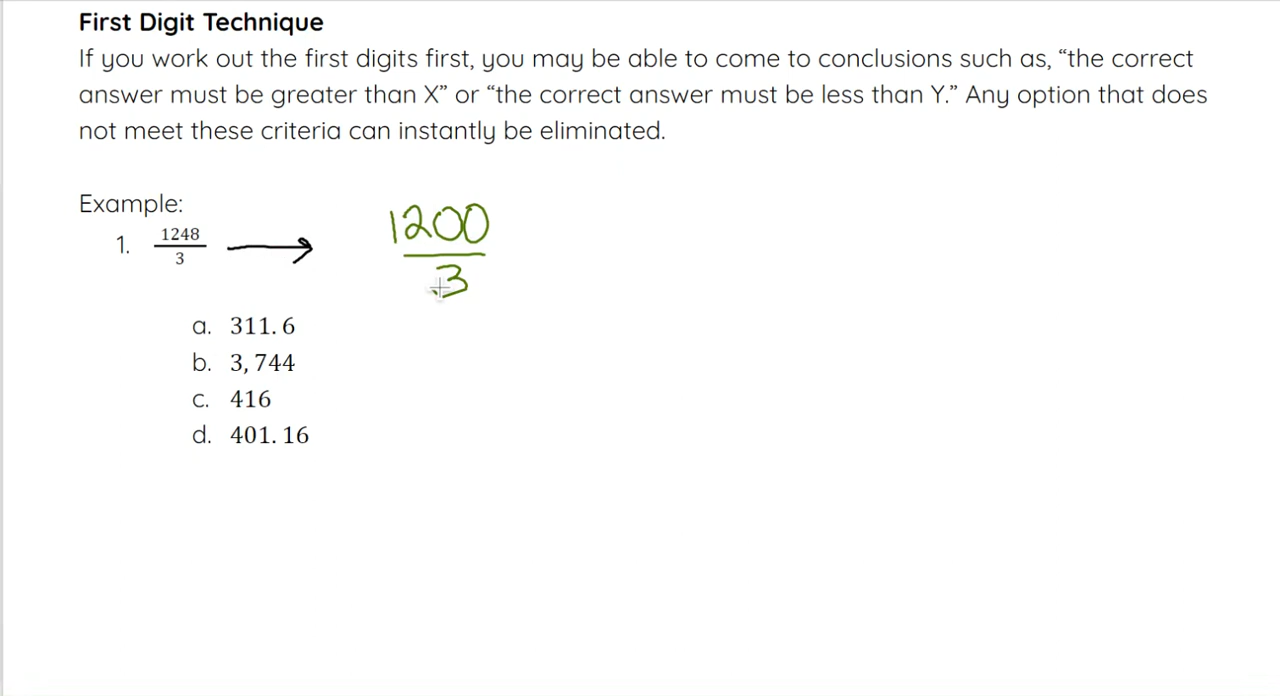 First Digit Technique
If you work out the first digits first, you may be able to come to conclusions such as, “the correct
answer must be greater than X” or “the correct answer must be less than Y.” Any option that does
not meet these criteria can instantly be eliminated.
Example:
1. 1248/3
1200
3
a. 311.6
b. 3,744
c. 416
d. 401.16